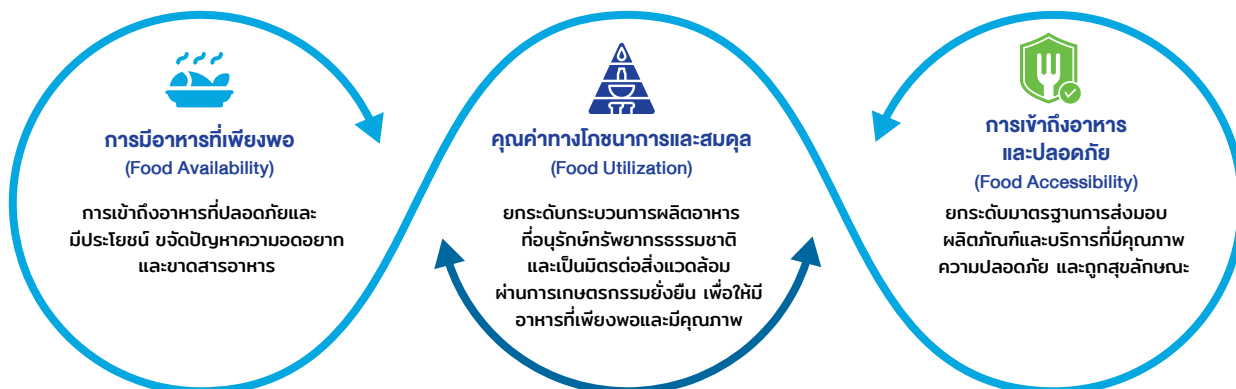 การมีอาหารที่เพียงพอ
(Food Availability)
การเข้าถึงอาหารที่ปลอดภัยและ
มีประโยชน์ ขจัดปัญหาความอดอยาก
และขาดสารอาหาร
คุณค่าทางโภชนาการและสมดุล
(Food Utilization)
ยกระดับกระบวนการผลิตอาหาร
ที่อนุรักษ์ทรัพยากรธรรมชาติ
และเป็นมิตรต่อสิ่งแวดล้อม
ผ่านการเกษตรกรรมยั่งยืน เพื่อให้มี
อาหารที่เพียงพอและมีคุณภาพ
การเข้าถึงอาหาร
และปลอดภัย
(Food Accessibility)
ยกระดับมาตรฐานการส่งมอบ
ผลิตภัณฑ์และบริการที่มีคุณภาพ
ความปลอดภัย และถูกสุขลักษณะ